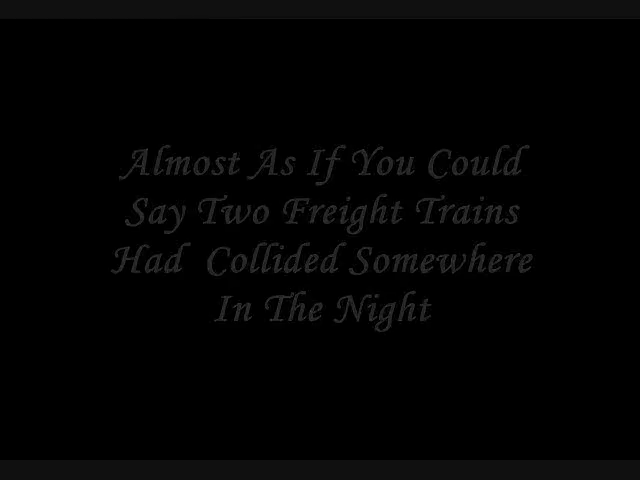 Almost As If You Could
Say Two Freight Trains
Had Collided Somewhere
In The Night